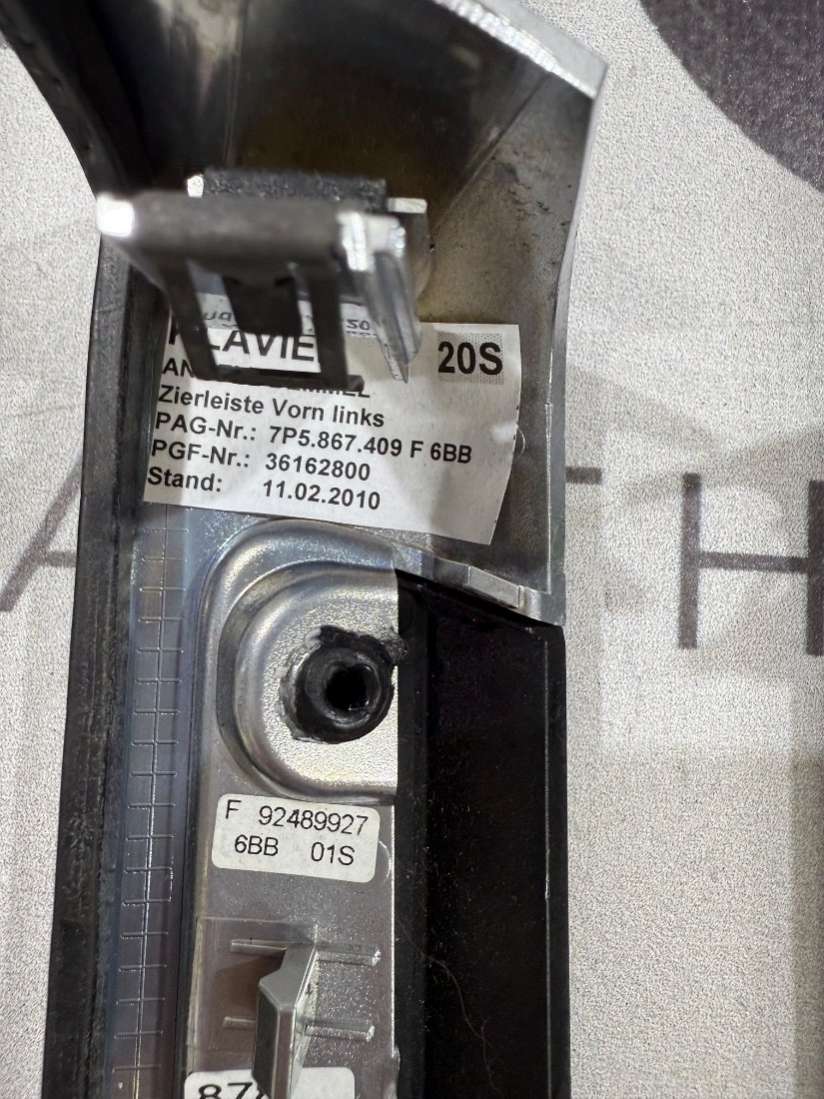 20S
Zierleiste Vorn links
PAG-Nr.: 7P5.867.409 F 6BB
PGF-Nr.: 36162800
Stand: 11.02.2010
TH
F 92489927
6BB 01S